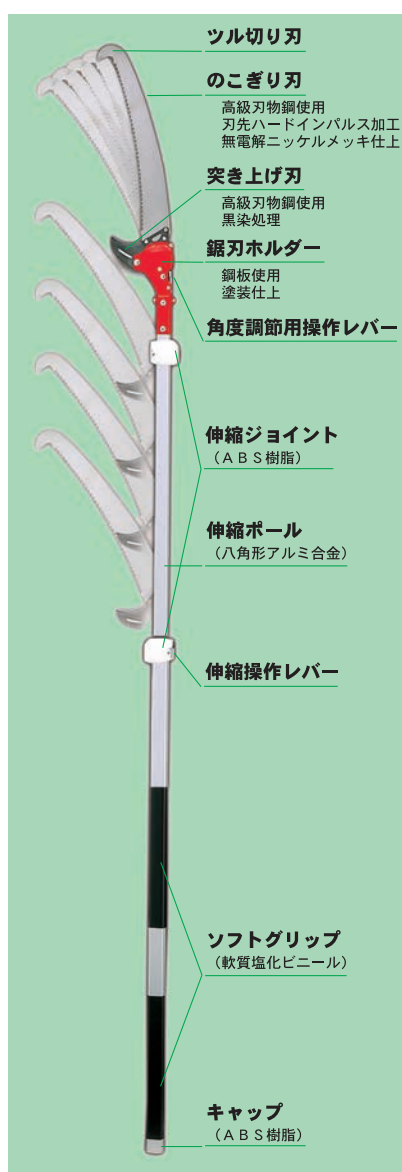 ツル切り刃
のこぎり刃
高級刃物鋼使用
刃先ハードインパルス加工
無電解ニッケルメッキ仕上
突き上げ刃
高級刃物鋼使用
黒染処理
鋸刃ホルダー
鋼板使用
塗装仕上
角度調節用操作レバー
伸縮ジョイント
（ＡＢＳ樹脂）
伸縮ポール
（八角形アルミ合金）
伸縮操作レバー
ソフトグリップ
（軟質塩化ビニール）
キャップ
（ＡＢＳ樹脂）